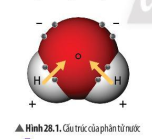 − −
O
H H
+ +
▲ Hình 28.1. Cấu trúc của phân tử nước